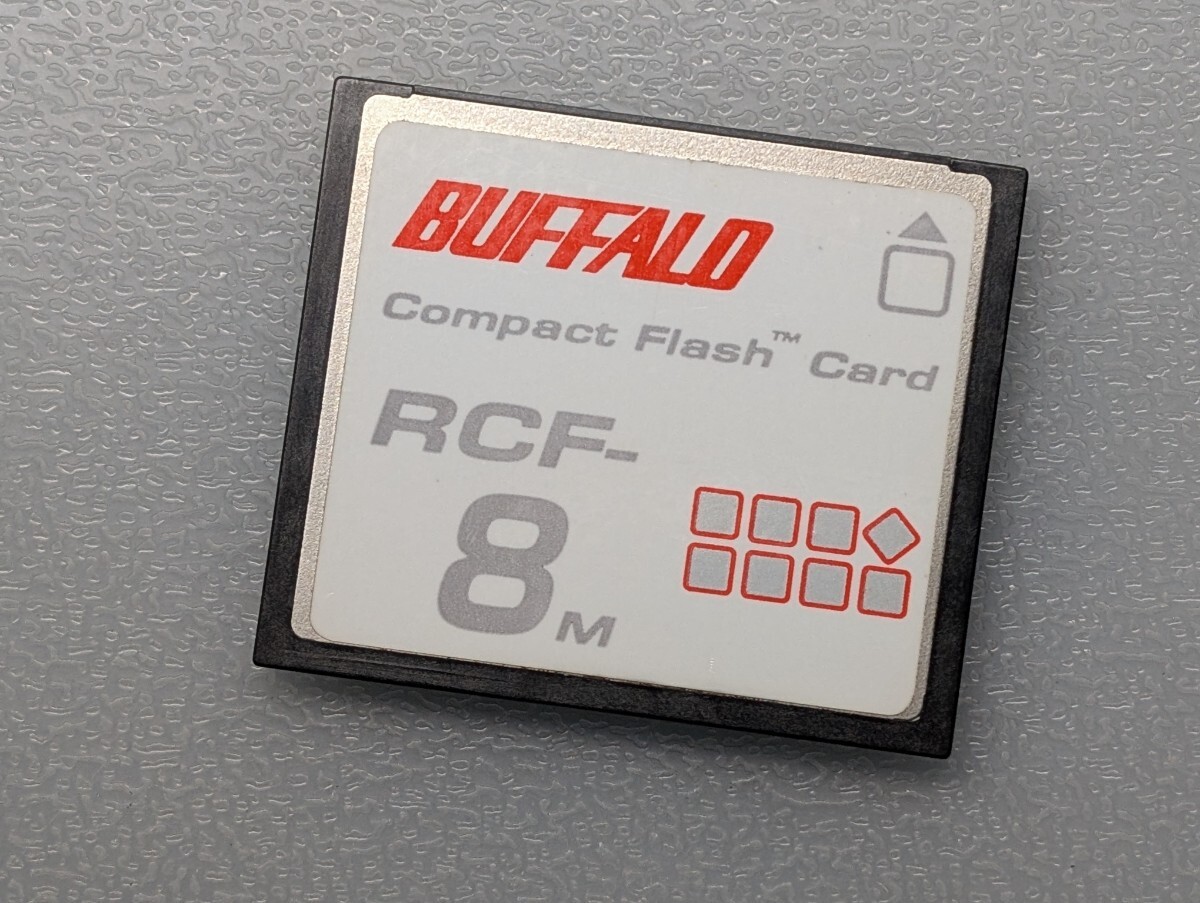 BUFFALO
Compact Flash™ Card
RCF-
8M